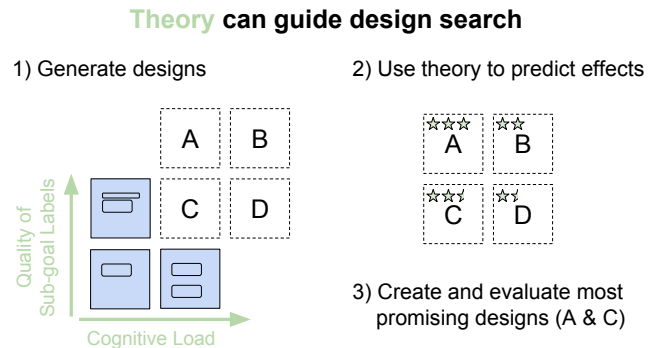 Theory can guide design search
1) Generate designs
A B
C D
Quality of
Sub-goal Labels
Cognitive Load
2) Use theory to predict effects
A B
C D
3) Create and evaluate most
promising designs (A & C)